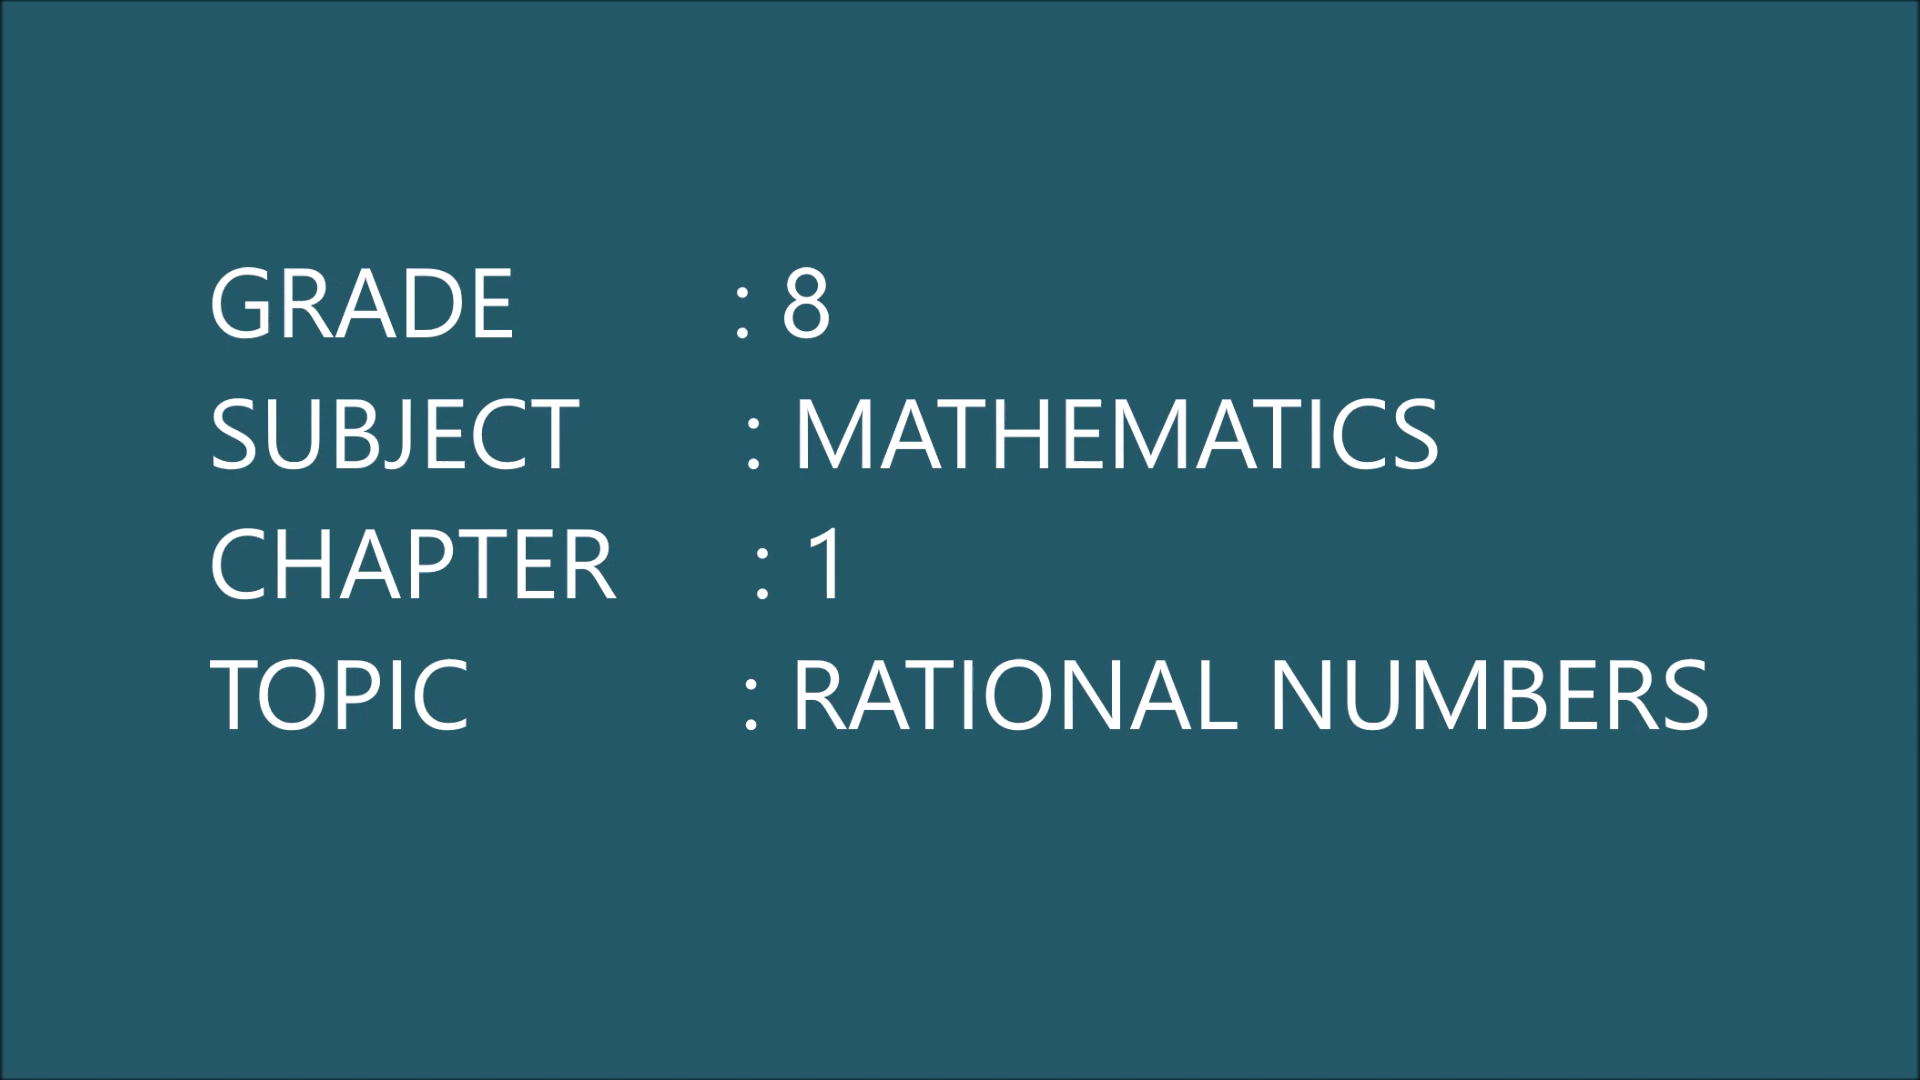 GRADE : 8
SUBJECT : MATHEMATICS
CHAPTER : 1
TOPIC : RATIONAL NUMBERS